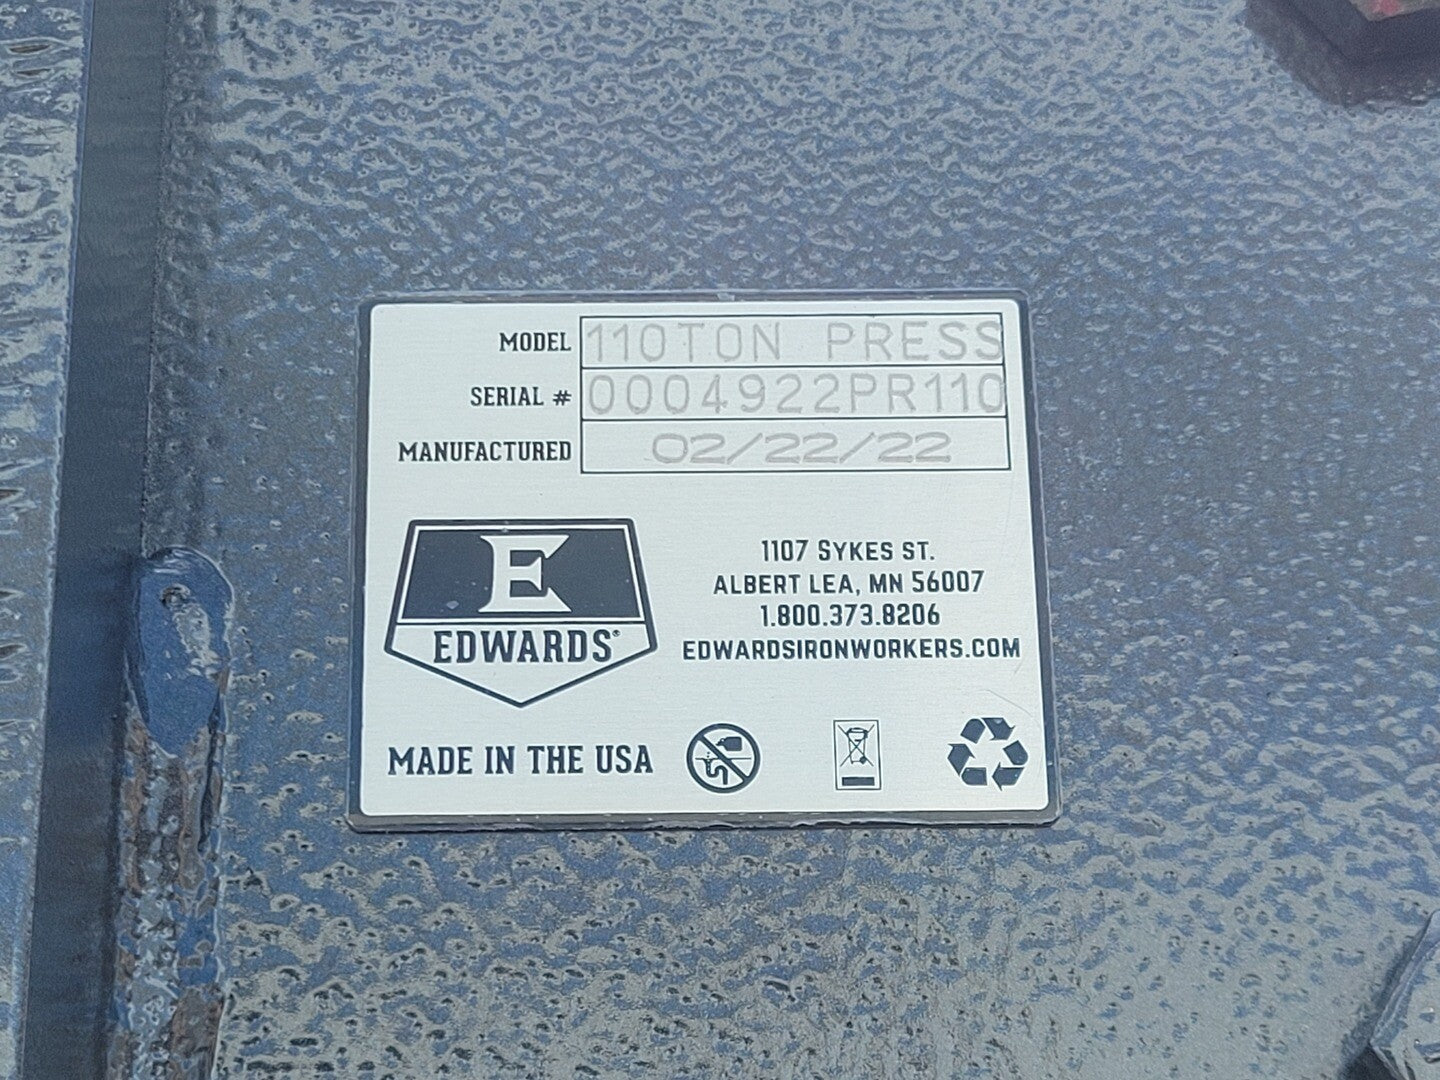 MODEL 110TON PRESS
SERIAL # 0004922PR110
MANUFACTURED 02/22/22
E
EDWARDS®
1107 SYKES ST.
ALBERT LEA, MN 56007
1.800.373.8206
EDWARDSIRONWORKERS.COM
MADE IN THE USA